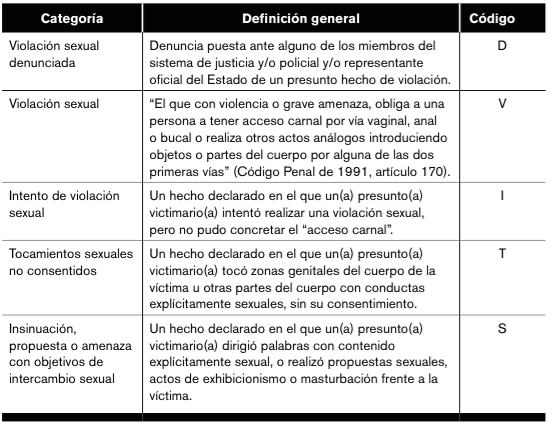 Categoría Definición general Código
Violación sexual Denuncia puesta ante alguno de los miembros del D
denunciada sistema de justicia y/o policial y/o representante
oficial del Estado de un presunto hecho de violación.
Violación sexual “El que con violencia o grave amenaza, obliga a una V
persona a tener acceso carnal por vía vaginal, anal
o bucal o realiza otros actos análogos introduciendo
objetos o partes del cuerpo por alguna de las dos
primeras vías” (Código Penal de 1991, artículo 170).
Intento de violación Un hecho declarado en el que un(a) presunto(a) I
sexual victimario(a) intentó realizar una violación sexual,
pero no pudo concretar el “acceso carnal”.
Tocamientos sexuales Un hecho declarado en el que un(a) presunto(a) T
no consentidos victimario(a) tocó zonas genitales del cuerpo de la
víctima u otras partes del cuerpo con conductas
explícitamente sexuales, sin su consentimiento.
Insinuación, Un hecho declarado en el que un(a) presunto(a) S
propuesta o amenaza victimario(a) dirigió palabras con contenido
con objetivos de explícitamente sexual, o realizó propuestas sexuales,
intercambio sexual actos de exhibicionismo o masturbación frente a la
víctima.